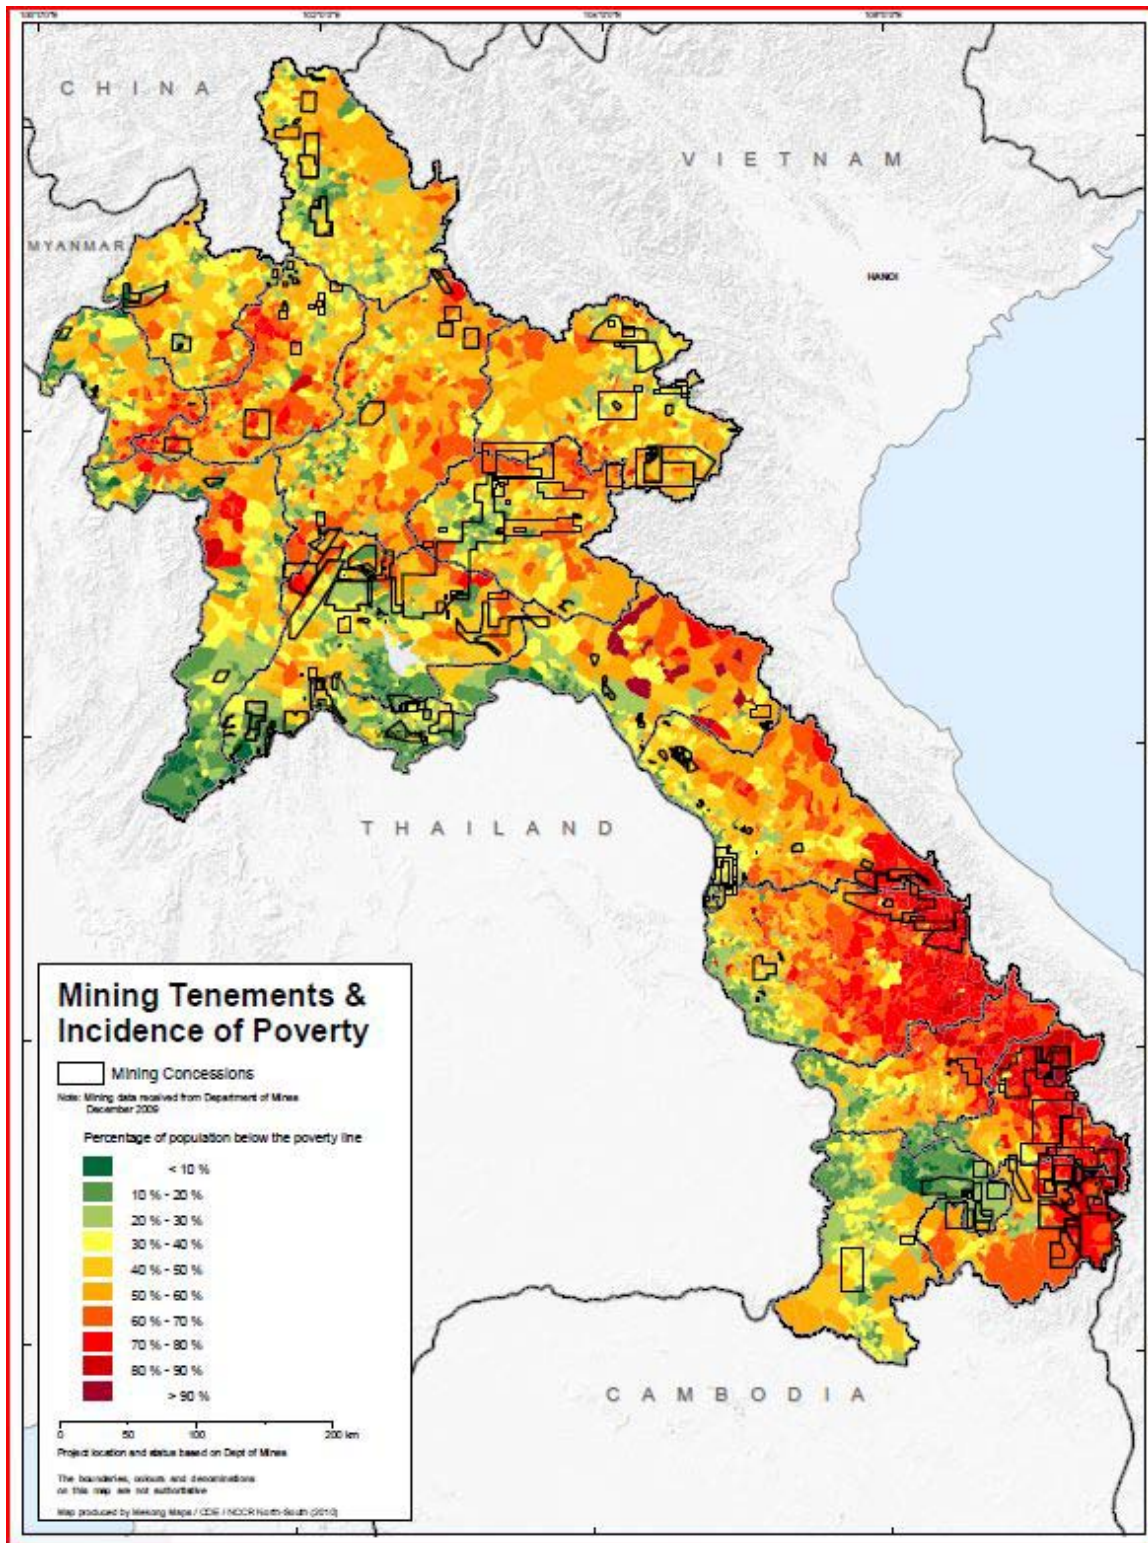 C H I N A
V I E T N A M
MYANMAR
HANOI
T H A I L A N D
C A M B O D I A
Mining Tenements &
Incidence of Poverty
Mining Concessions
Note: Mining data received from Department of Mines
December 2009
Percentage of population below the poverty line
< 10 %
10 % - 20 %
20 % - 30 %
30 % - 40 %
40 % - 50 %
50 % - 60 %
60 % - 70 %
70 % - 80 %
80 % - 90 %
> 90 %
0 50 100 200 km
Project location and status based on Dept of Mines
The boundaries, colours and denominations
on this map are not authoritative
Map produced by Mekong Maps / CDE / NCCR North-South (2010)